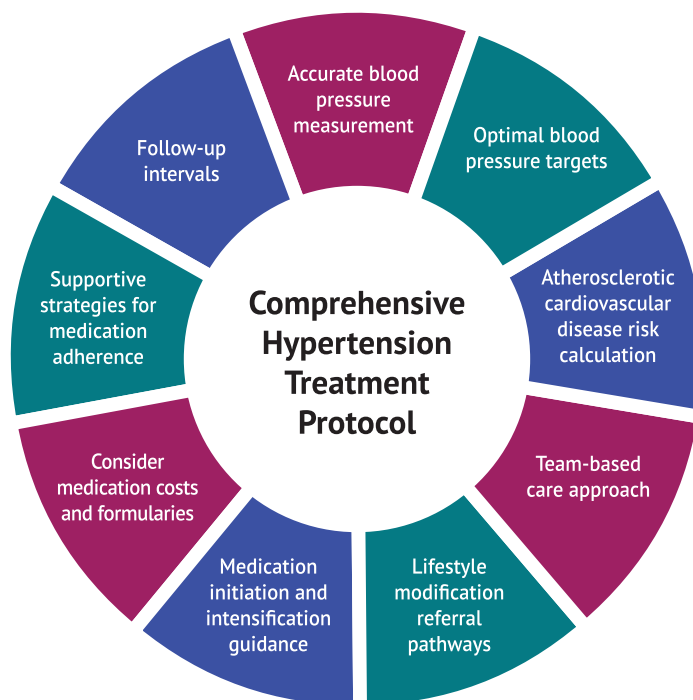 Accurate blood
pressure
measurement
Optimal blood
pressure targets
Atherosclerotic
cardiovascular
disease risk
calculation
Team-based
care approach
Lifestyle
modification
referral
pathways
Medication
initiation and
intensification
guidance
Consider
medication costs
and formularies
Supportive
strategies for
medication
adherence
Follow-up
intervals
Comprehensive
Hypertension
Treatment
Protocol